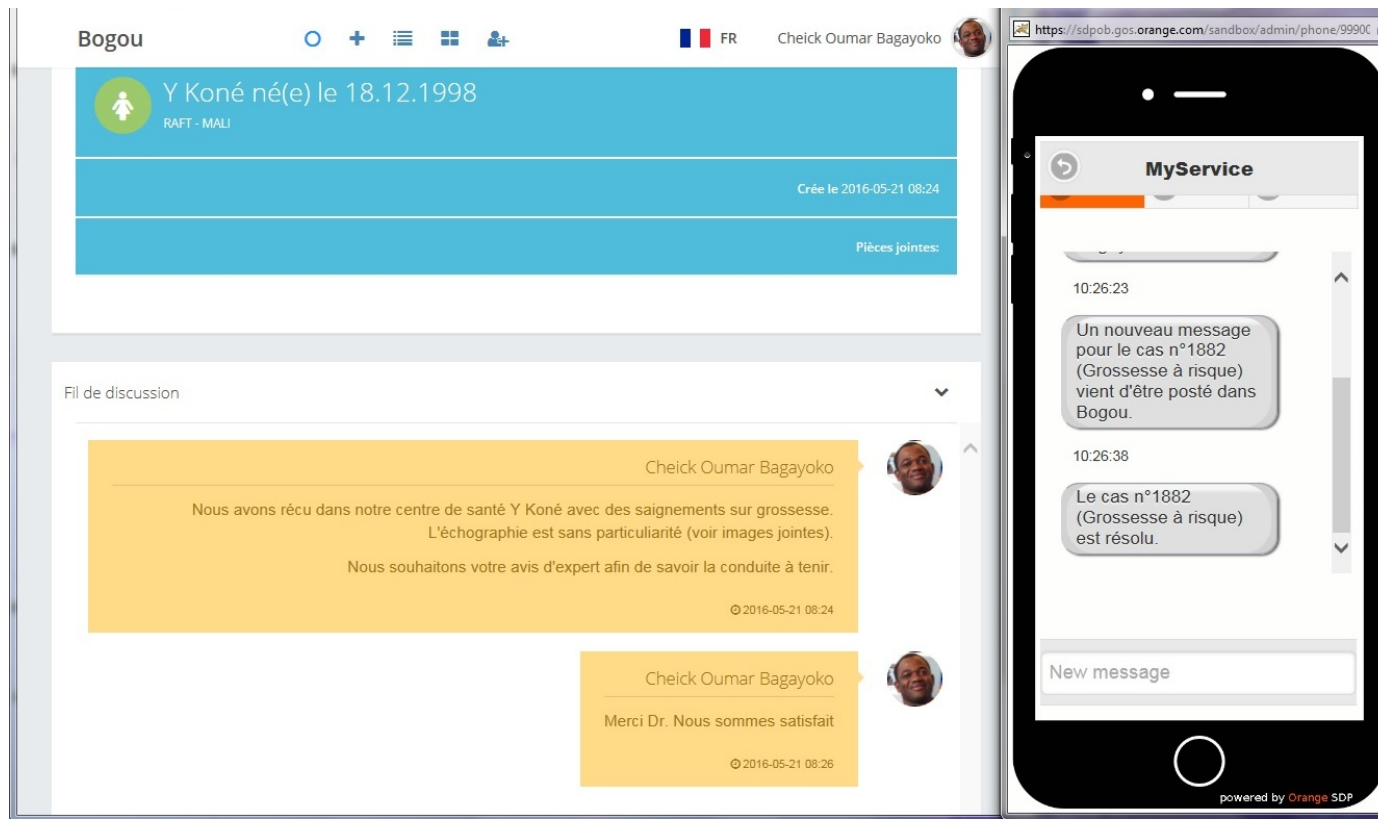 Bogou
FR
Cheick Oumar Bagayoko
Y Koné né(e) le 18.12.1998
RAFT - MALI
Crée le 2016-05-21 08:24
Pièces jointes:
Fil de discussion
Cheick Oumar Bagayoko
Nous avons récu dans notre centre de santé Y Koné avec des saignements sur grossesse.
L'échographie est sans particuliarité (voir images jointes).
Nous souhaitons votre avis d'expert afin de savoir la conduite à tenir.
2016-05-21 08:24
Cheick Oumar Bagayoko
Merci Dr. Nous sommes satisfait
2016-05-21 08:26
https://sdpob.gos.orange.com/sandbox/admin/phone/9990
MyService
10:26:23
Un nouveau message
pour le cas n°1882
(Grossesse à risque)
vient d'être posté dans
Bogou.
10:26:38
Le cas n°1882
(Grossesse à risque)
est résolu.
New message
powered by Orange SDP